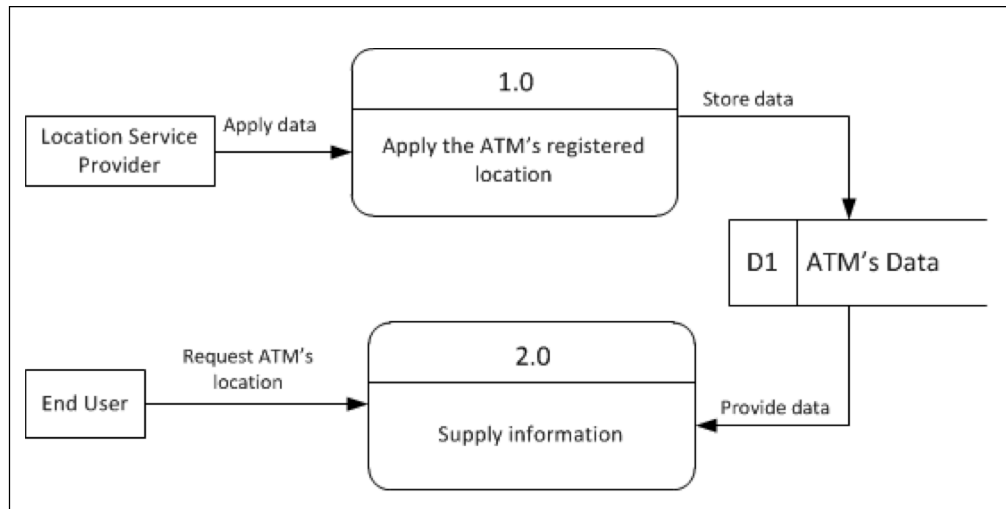 1.0
Store data
Location Service
Provider
Apply data
Apply the ATM's registered
location
D1
ATM's Data
2.0
Request ATM's
location
End User
Provide data
Supply information